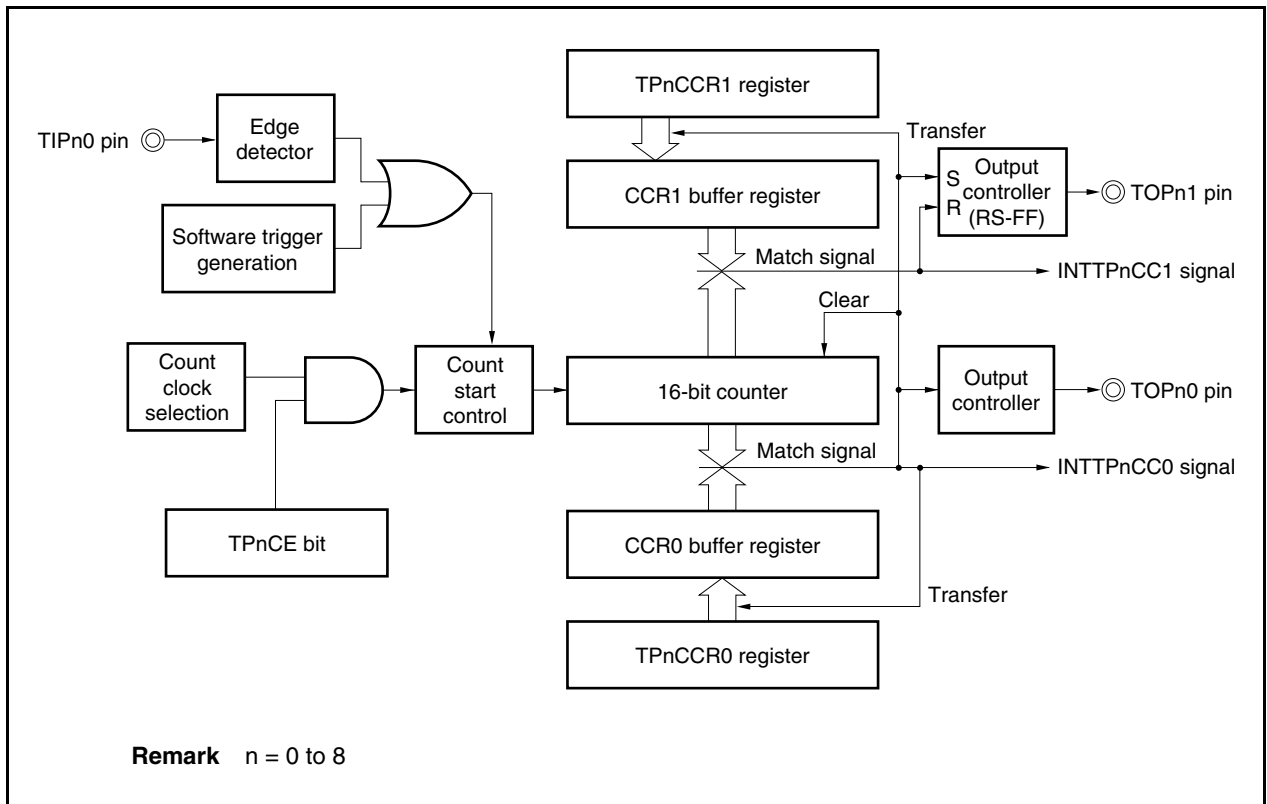 TPnCCR1 register
TIPn0 pin
Edge
detector
Transfer
CCR1 buffer register
S
R
Output
controller
(RS-FF)
TOPn1 pin
Software trigger
generation
Match signal
INTTPnCC1 signal
Clear
Count
clock
selection
Count
start
control
16-bit counter
Output
controller
TOPn0 pin
Match signal
INTTPnCC0 signal
TPnCE bit
CCR0 buffer register
Transfer
TPnCCR0 register
Remark n = 0 to 8